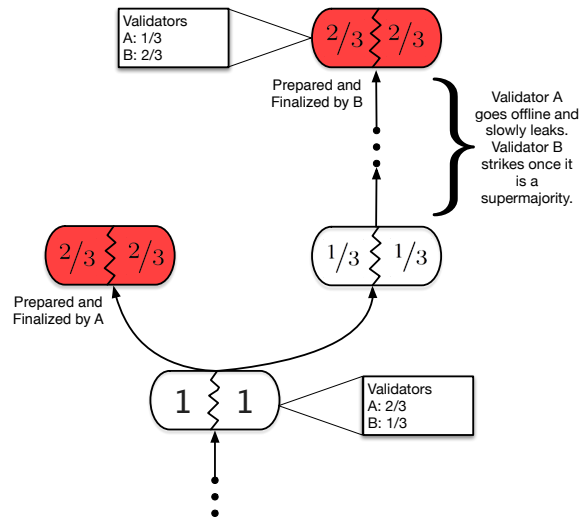 Validators
A: 1/3
B: 2/3
2/3 2/3
Prepared and
Finalized by B
Validator A
goes offline and
slowly leaks.
Validator B
strikes once it
is a
supermajority.
2/3 2/3
1/3 1/3
Prepared and
Finalized by A
1 1
Validators
A: 2/3
B: 1/3